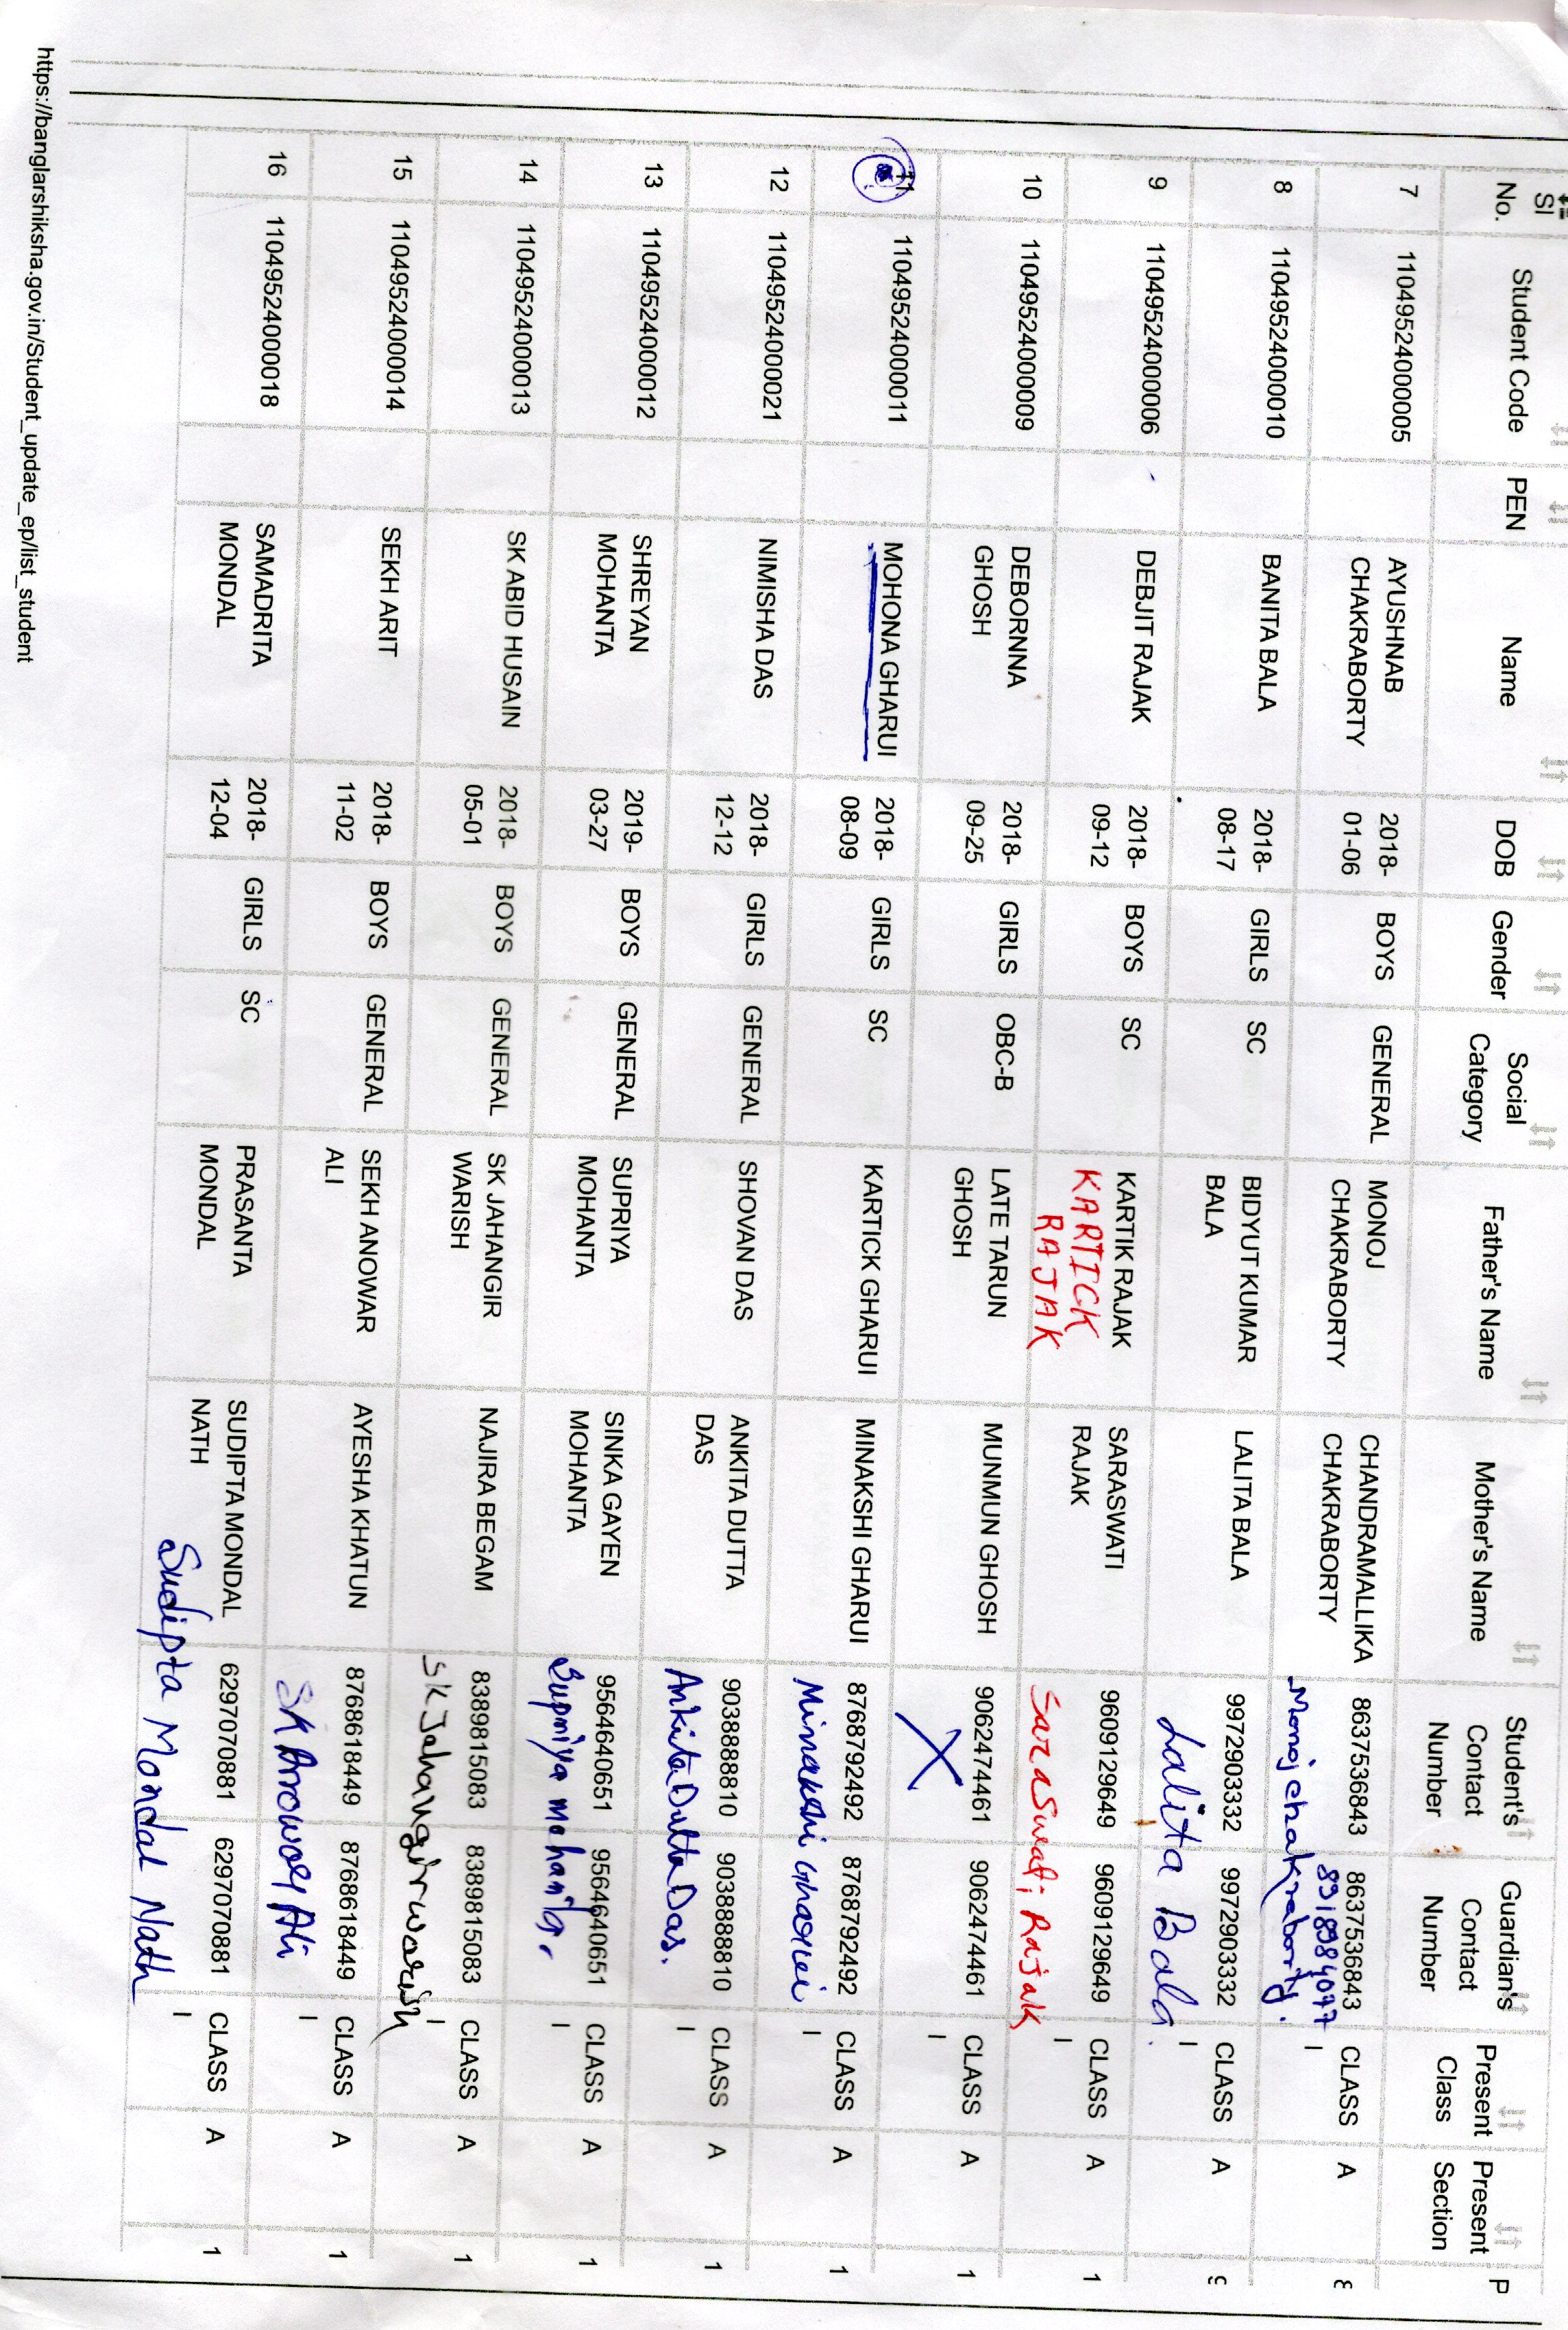 Sl No. Student Code PEN Name DOB Gender Social Category Father's Name Mother's Name Student's Contact Number Guardian's Contact Number Present Class Present Section P
7 11049524000005 AYUSHNAB CHAKRABORTY 2018-01-06 BOYS GENERAL MONOJ CHAKRABORTY CHANDRAMALLIKA CHAKRABORTY 8637536843 8637536843 CLASS I A
8918984077
Monoj chakraborty.
8 11049524000010 BANITA BALA 2018-08-17 GIRLS SC BIDYUT KUMAR BALA LALITA BALA 9972903332 9972903332 CLASS I A
Lalita Bala.
9 11049524000006 DEBJIT RAJAK 2018-09-12 BOYS SC KARTIK RAJAK SARASWATI RAJAK 9609129649 9609129649 CLASS I A 1
KARTICK RAJAK
Saraswati Rajak
10 11049524000009 DEBORNNA GHOSH 2018-09-25 GIRLS OBC-B LATE TARUN GHOSH MUNMUN GHOSH 9062474461 9062474461 CLASS I A 1
X
11 11049524000011 MOHONA GHARUI 2018-08-09 GIRLS SC KARTICK GHARUI MINAKSHI GHARUI 8768792492 8768792492 CLASS I A 1
Minakshi Gharui
12 11049524000021 NIMISHA DAS 2018-12-12 GIRLS GENERAL SHOVAN DAS ANKITA DUTTA DAS 9038888810 9038888810 CLASS I A 1
Ankita Dutta Das.
13 11049524000012 SHREYAN MOHANTA 2019-03-27 BOYS GENERAL SUPRIYA MOHANTA SINKA GAYEN MOHANTA 9564640651 9564640651 CLASS I A 1
Supriya mohanta.
14 11049524000013 SK ABID HUSAIN 2018-05-01 BOYS GENERAL SK JAHANGIR WARISH NAJIRA BEGAM 8389815083 8389815083 CLASS I A 1
SK Jahangir warish
15 11049524000014 SEKH ARIT 2018-11-02 BOYS GENERAL SEKH ANOWAR ALI AYESHA KHATUN 8768618449 8768618449 CLASS I A 1
SK Anowar Ali
16 11049524000018 SAMADRITA MONDAL 2018-12-04 GIRLS SC PRASANTA MONDAL SUDIPTA MONDAL NATH 6297070881 6297070881 CLASS I A 1
Sudipta Mondal Nath
https://banglarshiksha.gov.in/Student_update_ep/list_student